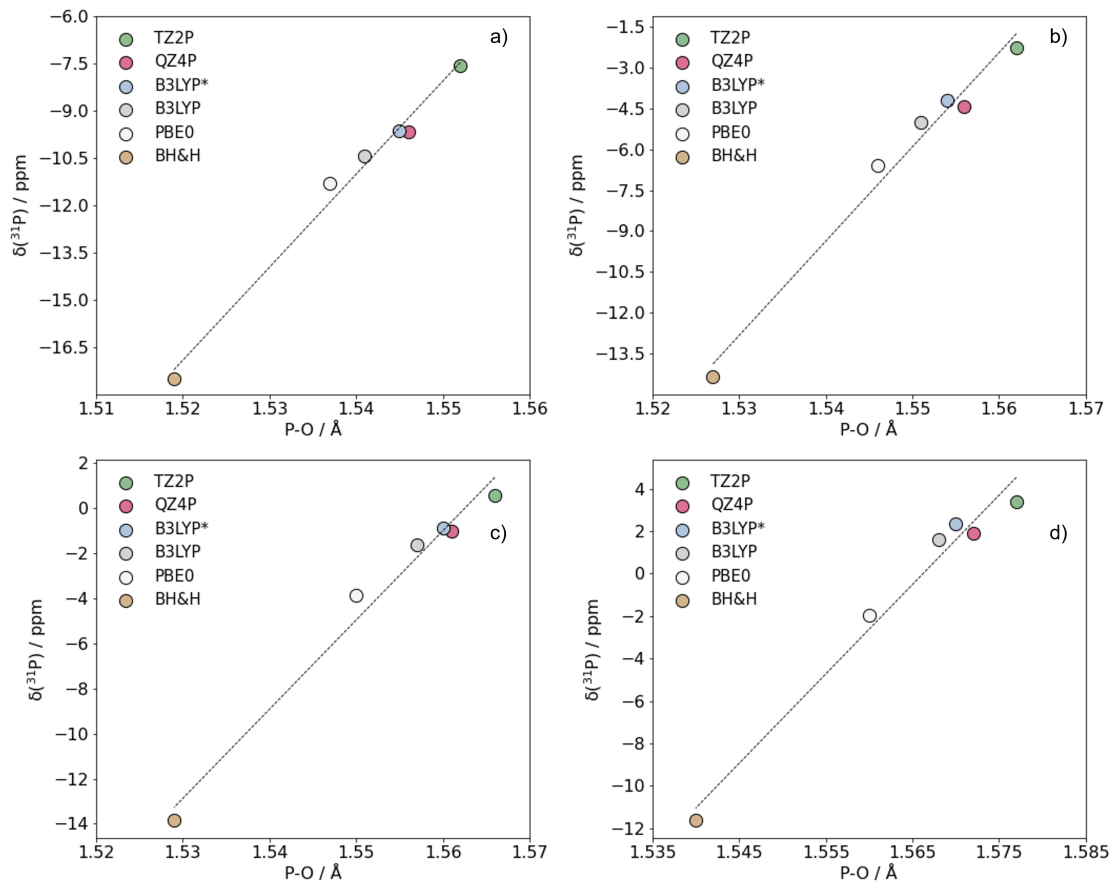 a)
TZ2P
QZ4P
B3LYP*
B3LYP
PBE0
BH&H
−6.0
−7.5
−9.0
−10.5
−12.0
−13.5
−15.0
−16.5
δ(³¹P) / ppm
1.51
1.52
1.53
1.54
1.55
1.56
P-O / Å
b)
TZ2P
QZ4P
B3LYP*
B3LYP
PBE0
BH&H
−1.5
−3.0
−4.5
−6.0
−7.5
−9.0
−10.5
−12.0
−13.5
δ(³¹P) / ppm
1.52
1.53
1.54
1.55
1.56
1.57
P-O / Å
c)
TZ2P
QZ4P
B3LYP*
B3LYP
PBE0
BH&H
2
0
−2
−4
−6
−8
−10
−12
−14
δ(³¹P) / ppm
1.52
1.53
1.54
1.55
1.56
1.57
P-O / Å
d)
TZ2P
QZ4P
B3LYP*
B3LYP
PBE0
BH&H
4
2
0
−2
−4
−6
−8
−10
−12
δ(³¹P) / ppm
1.535
1.545
1.555
1.565
1.575
1.585
P-O / Å